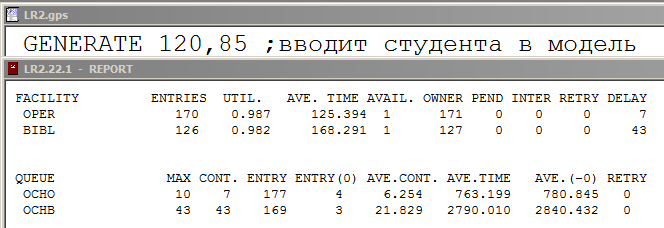 LR2.gps
GENERATE 120,85 ;вводит студента в модель
LR2.22.1 - REPORT
FACILITY ENTRIES UTIL. AVE. TIME AVAIL. OWNER PEND INTER RETRY DELAY
OPER 170 0.987 125.394 1 171 0 0 0 7
BIBL 126 0.982 168.291 1 127 0 0 0 43
QUEUE MAX CONT. ENTRY ENTRY(0) AVE.CONT. AVE.TIME AVE.(-0) RETRY
OCHO 10 7 177 4 6.254 763.199 780.845 0
OCHB 43 43 169 3 21.829 2790.010 2840.432 0